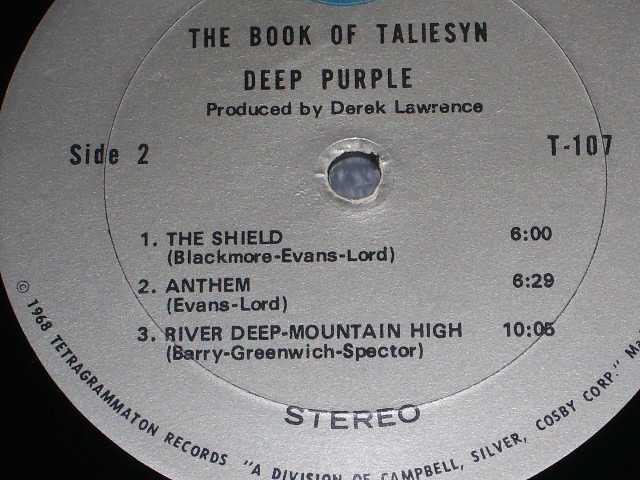 THE BOOK OF TALIESYN
DEEP PURPLE
Produced by Derek Lawrence
Side 2
T-107
1. THE SHIELD 6:00
(Blackmore-Evans-Lord)
2. ANTHEM 6:29
(Evans-Lord)
3. RIVER DEEP-MOUNTAIN HIGH 10:05
(Barry-Greenwich-Spector)
STEREO
© 1968 TETRAGRAMMATON RECORDS "A DIVISION OF CAMPBELL, SILVER, COSBY CORP."